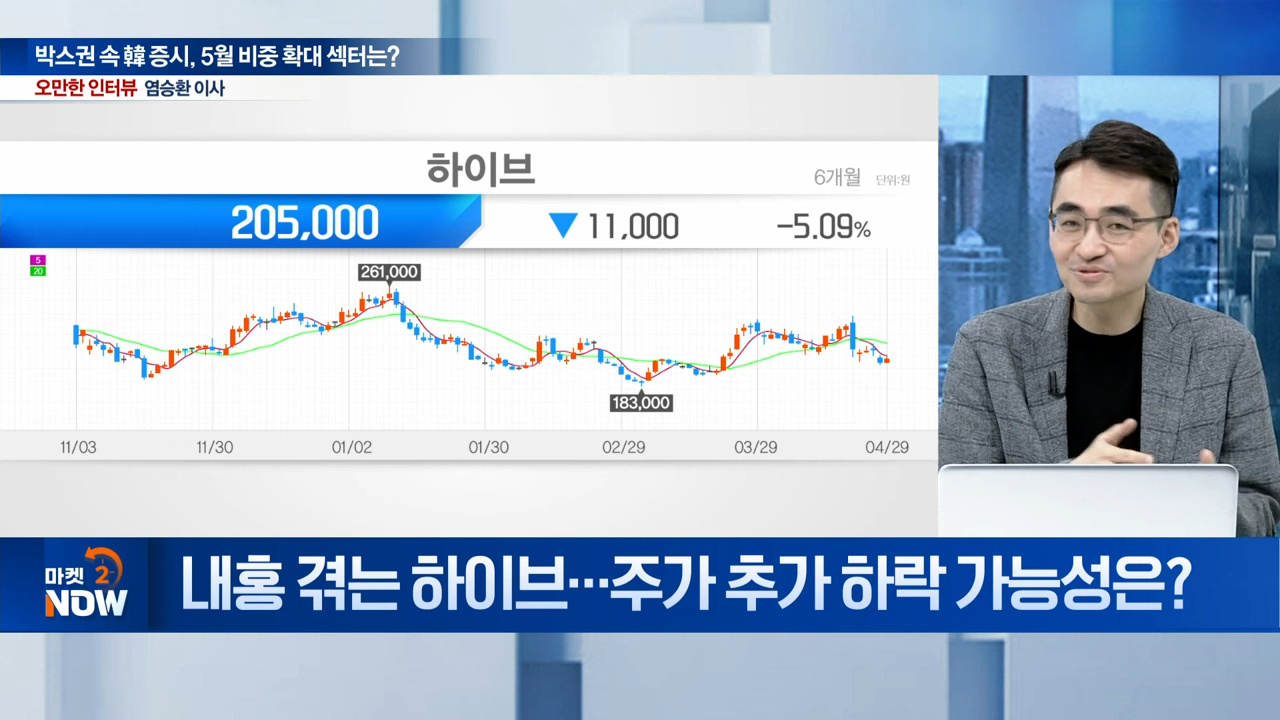 박스권 속 韓 증시, 5월 비중 확대 섹터는?
오만한 인터뷰 염승환 이사
하이브
6개월 단위:원
205,000 ▼ 11,000 -5.09%
5
20
261,000
183,000
11/03 11/30 01/02 01/30 02/29 03/29 04/29
마켓 2
NOW
내홍 겪는 하이브…주가 추가 하락 가능성은?